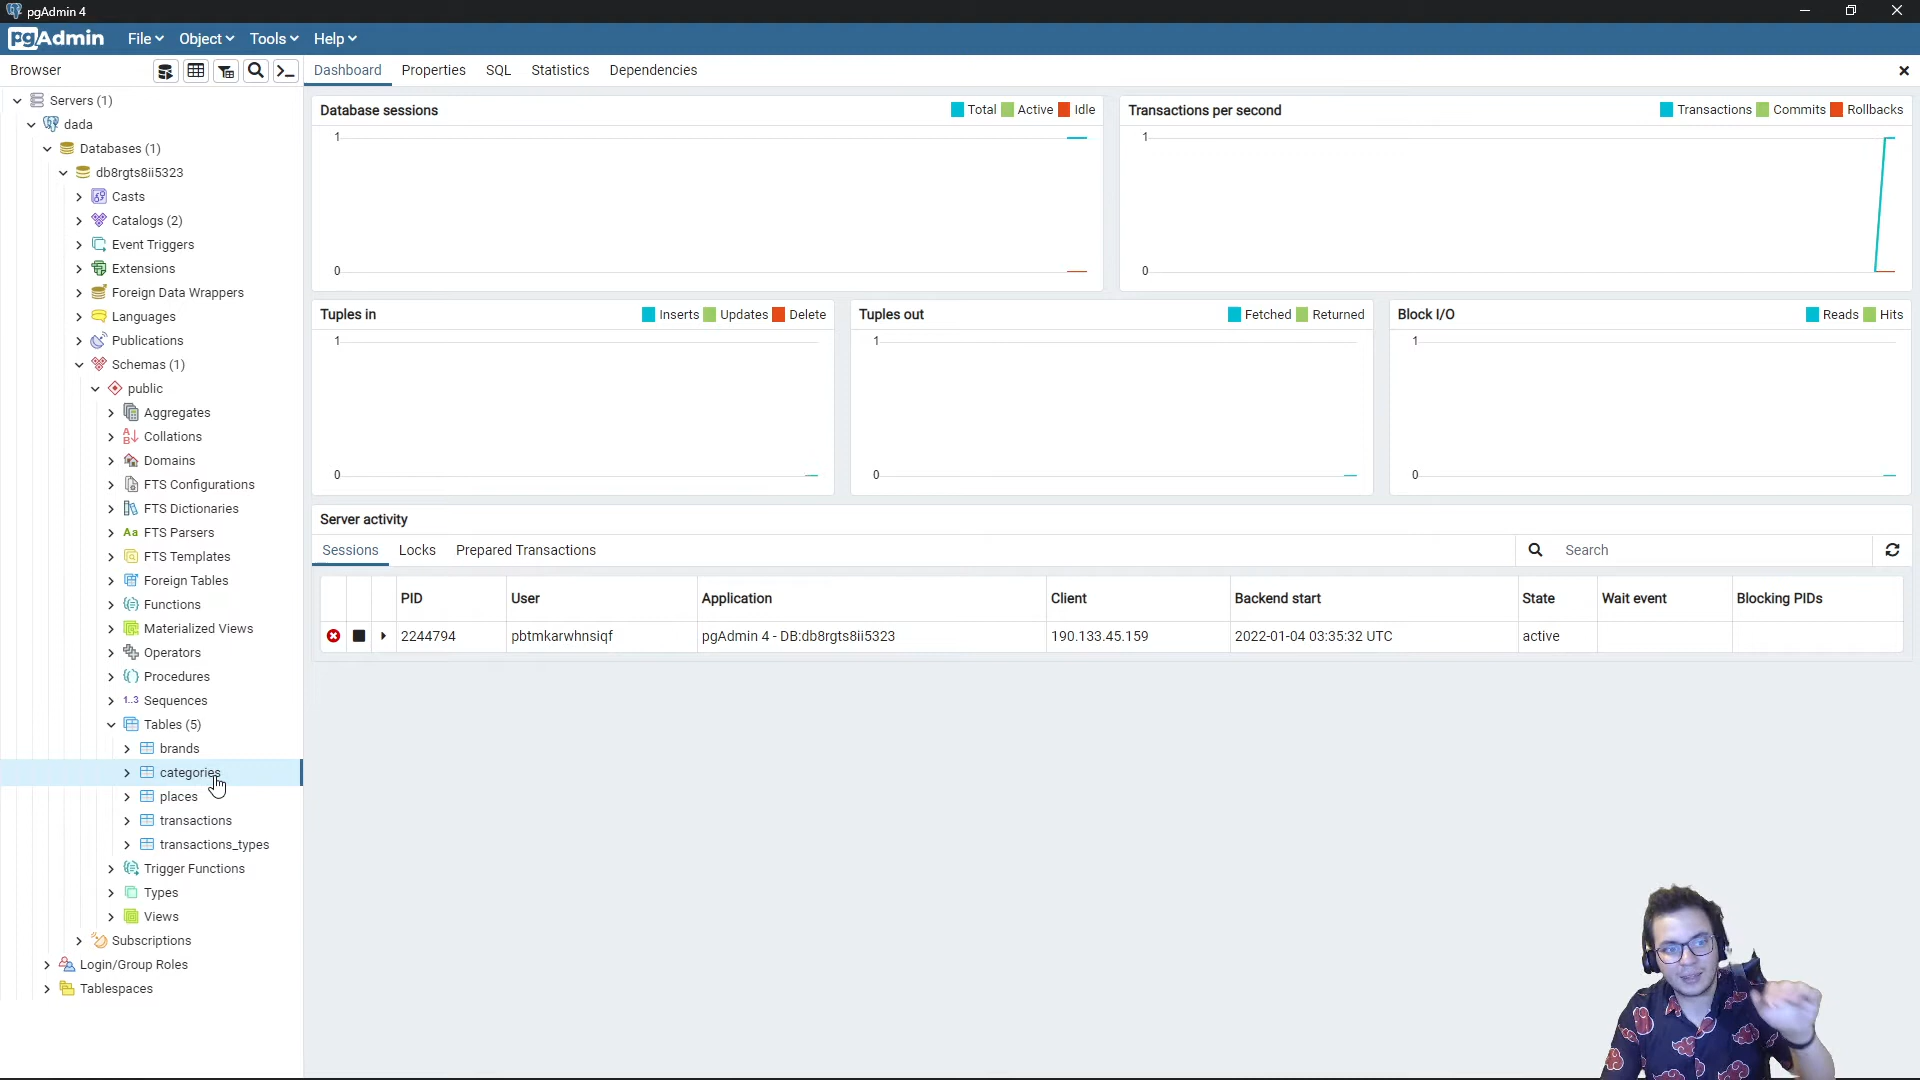 pgAdmin 4
pgAdmin File Object Tools Help
Browser
Dashboard Properties SQL Statistics Dependencies
Servers (1)
dada
Databases (1)
db8rgts8ii5323
Casts
Catalogs (2)
Event Triggers
Extensions
Foreign Data Wrappers
Languages
Publications
Schemas (1)
public
Aggregates
Collations
Domains
FTS Configurations
FTS Dictionaries
Aa FTS Parsers
FTS Templates
Foreign Tables
Functions
Materialized Views
Operators
Procedures
1..3 Sequences
Tables (5)
brands
categories
places
transactions
transactions_types
Trigger Functions
Types
Views
Subscriptions
Login/Group Roles
Tablespaces
Database sessions Total Active Idle
1
0
Transactions per second Transactions Commits Rollbacks
1
0
Tuples in Inserts Updates Delete
1
0
Tuples out Fetched Returned
1
0
Block I/O Reads Hits
1
0
Server activity
Sessions Locks Prepared Transactions Search
PID User Application Client Backend start State Wait event Blocking PIDs
2244794 pbtmkarwhnsiqf pgAdmin 4 - DB:db8rgts8ii5323 190.133.45.159 2022-01-04 03:35:32 UTC active